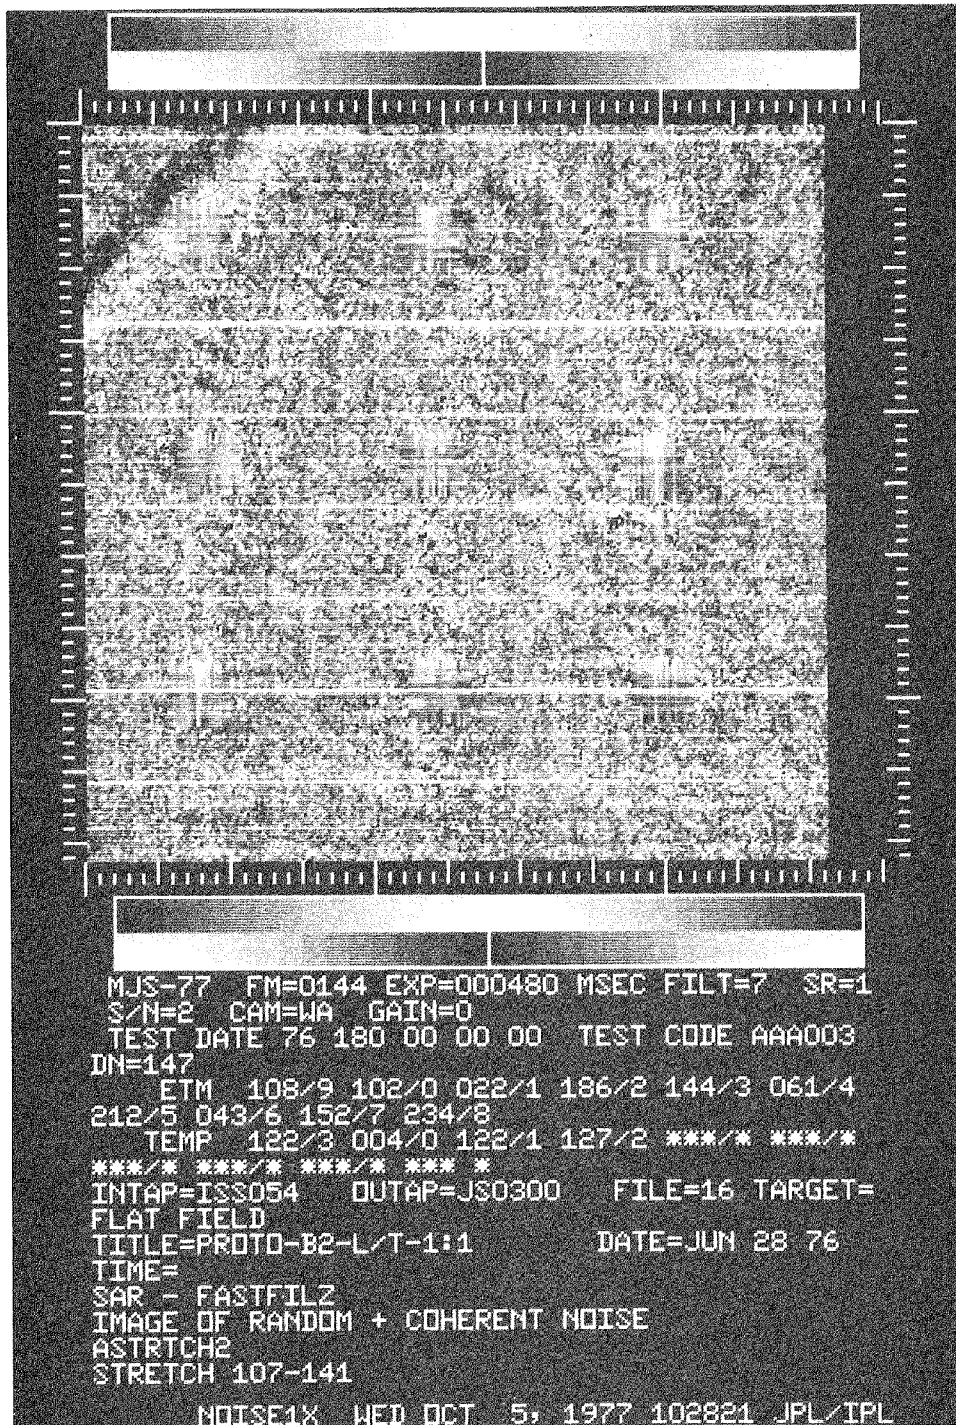 MJS-77 FM=0144 EXP=000480 MSEC FILT=7 SR=1
S/N=2 CAM=WA GAIN=0
TEST DATE 76 180 00 00 00 TEST CODE AAA003
DN=147
ETM 108/9 102/0 022/1 186/2 144/3 061/4
212/5 043/6 152/7 234/8
TEMP 122/3 004/0 122/1 127/2 ***/* ***/*
***/* ***/* ***/* *** *
INTAP=ISS054 OUTAP=JS0300 FILE=16 TARGET=
FLAT FIELD
TITLE=PROTO-B2-L/T-1:1 DATE=JUN 28 76
TIME=
SAR - FASTFIL2
IMAGE OF RANDOM + COHERENT NOISE
ASTRTCH2
STRETCH 107-141
NOISE1X WED OCT 5, 1977 102821 JPL/IPL